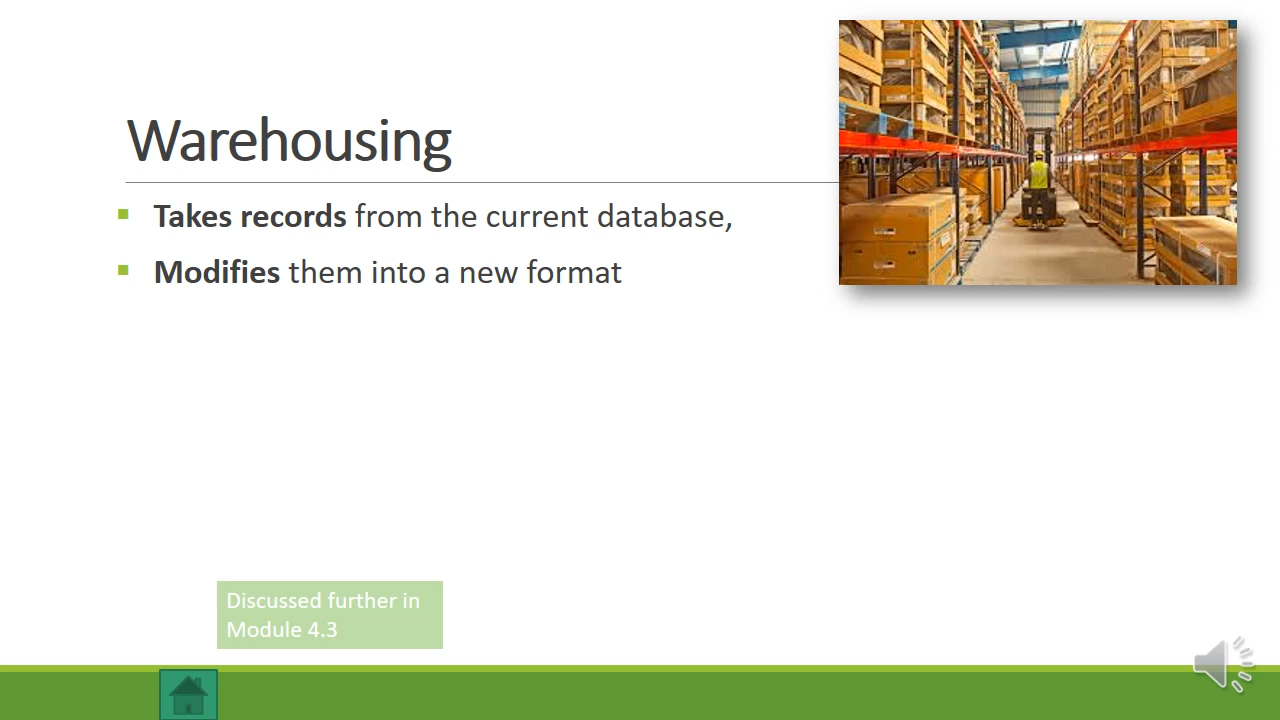 Warehousing
Takes records from the current database,
Modifies them into a new format
Discussed further in
Module 4.3